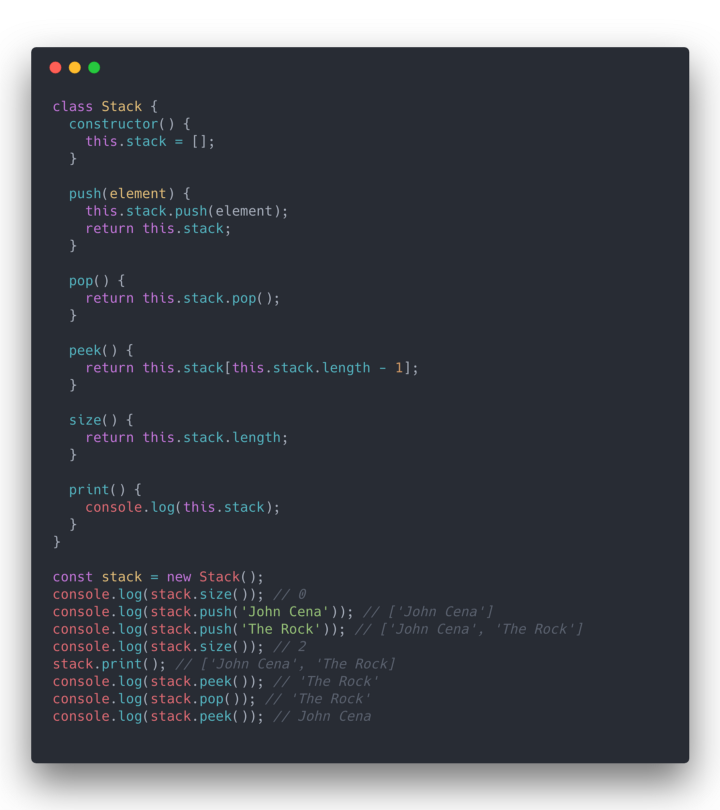 class Stack {
  constructor() {
    this.stack = [];
  }

  push(element) {
    this.stack.push(element);
    return this.stack;
  }

  pop() {
    return this.stack.pop();
  }

  peek() {
    return this.stack[this.stack.length - 1];
  }

  size() {
    return this.stack.length;
  }

  print() {
    console.log(this.stack);
  }
}

const stack = new Stack();
console.log(stack.size()); // 0
console.log(stack.push('John Cena')); // ['John Cena']
console.log(stack.push('The Rock')); // ['John Cena', 'The Rock']
console.log(stack.size()); // 2
stack.print(); // ['John Cena', 'The Rock]
console.log(stack.peek()); // 'The Rock'
console.log(stack.pop()); // 'The Rock'
console.log(stack.peek()); // John Cena